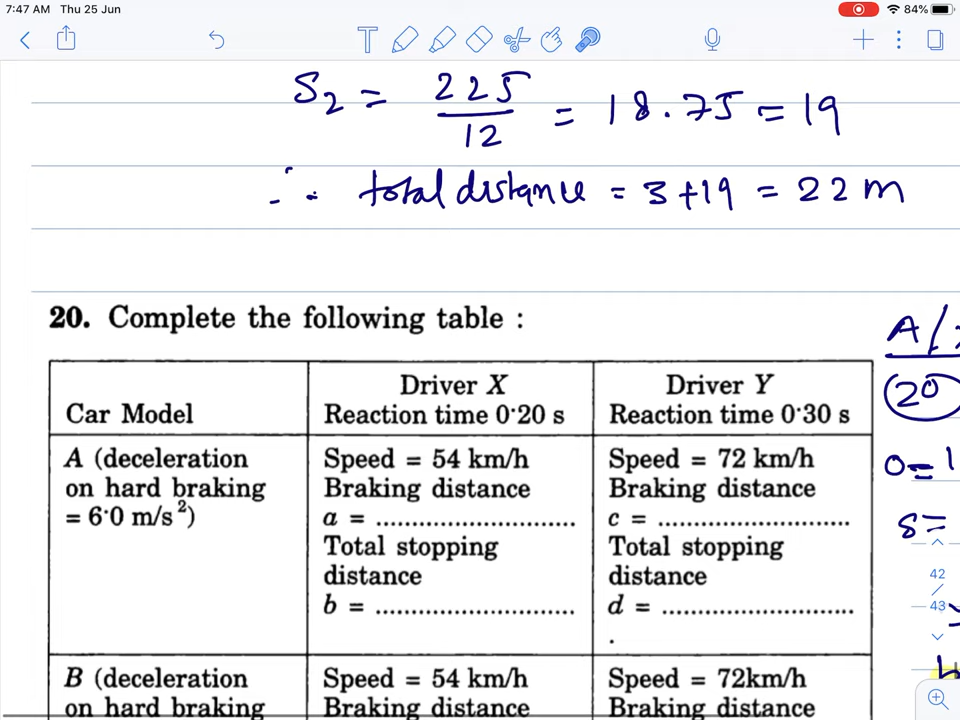 7:47 AM Thu 25 Jun 84%
T
S₂ = 225/12 = 18.75 = 19
∴ total distance = 3 + 19 = 22 m
20. Complete the following table :
A/
20
Car Model
Driver X
Reaction time 0·20 s
Driver Y
Reaction time 0·30 s
A (deceleration
on hard braking
= 6·0 m/s²)
Speed = 54 km/h
Braking distance
a = ..................................
Total stopping
distance
b = ..................................
Speed = 72 km/h
Braking distance
c = ................................
Total stopping
distance
d = ................................
.
0=1
s=
42
/
43
B (deceleration
on hard braking
Speed = 54 km/h
Braking distance
Speed = 72km/h
Braking distance